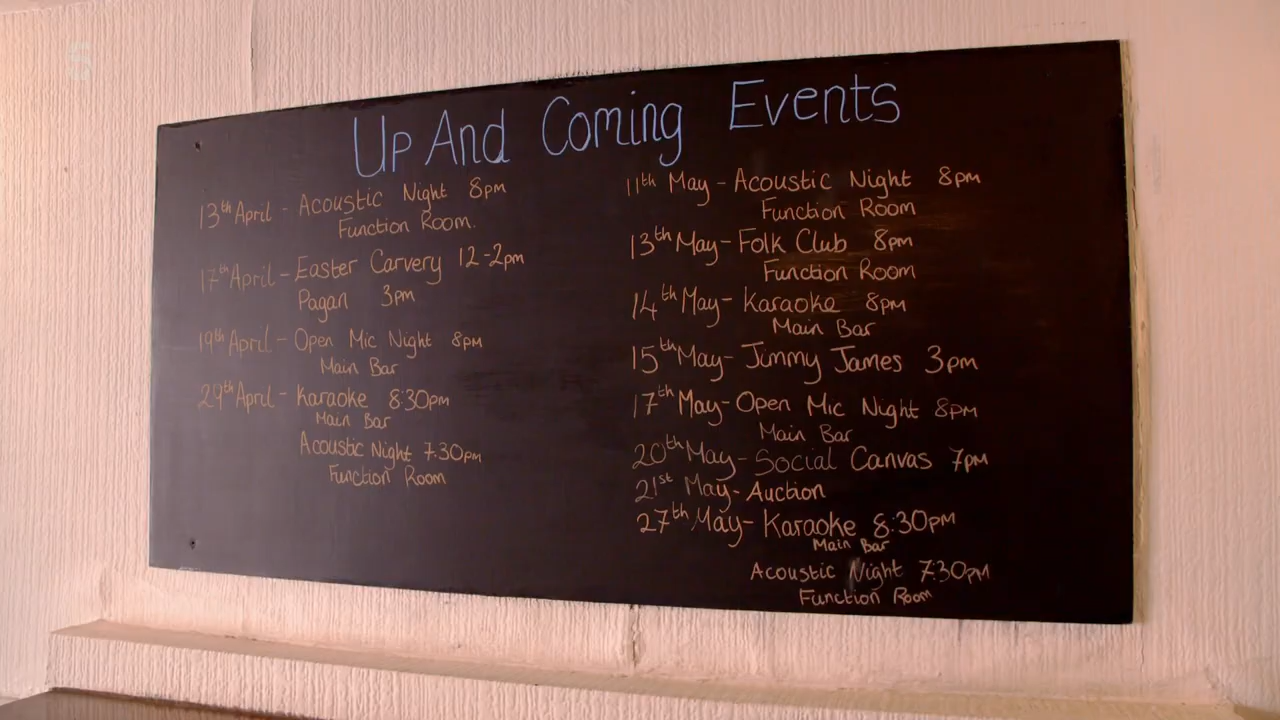 5
Up And Coming Events
13th April - Acoustic Night 8pm
Function Room.
17th April - Easter Carvery 12-2pm
Pagan 3pm
19th April - Open Mic Night 8pm
Main Bar
29th April - Karaoke 8:30pm
Main Bar
Acoustic Night 7.30pm
Function Room
11th May - Acoustic Night 8pm
Function Room
13th May - Folk Club 8pm
Function Room
14th May - Karaoke 8pm
Main Bar
15th May - Jimmy James 3pm
17th May - Open Mic Night 8pm
Main Bar
20th May - Social Canvas 7pm
21st May - Auction
27th May - Karaoke 8:30pm
Main Bar
Acoustic Night 7.30pm
Function Room